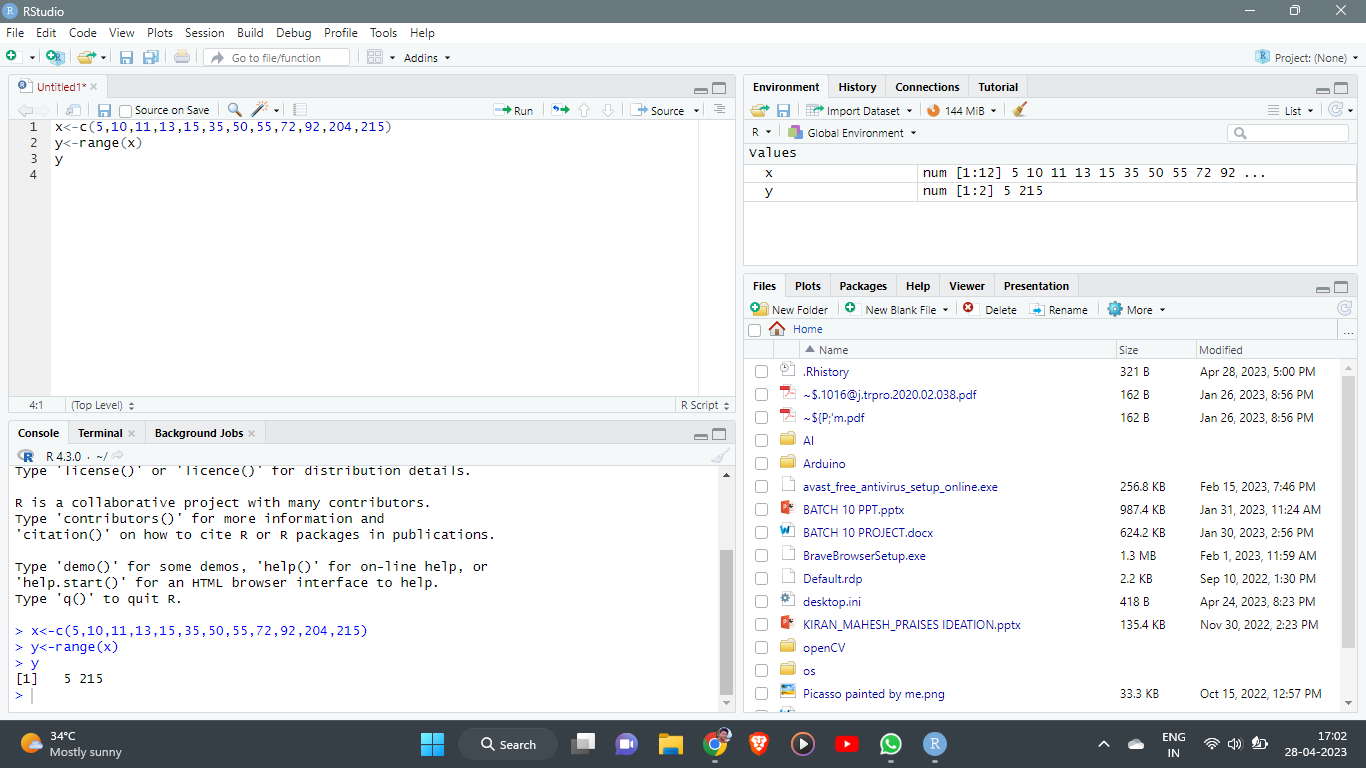 RStudio
File Edit Code View Plots Session Build Debug Profile Tools Help
Go to file/function Addins Project: (None)
Untitled1*
Source on Save Run Source
1 x<-c(5,10,11,13,15,35,50,55,72,92,204,215)
2 y<-range(x)
3 y
4
4:1 (Top Level) R Script
Console Terminal Background Jobs
R 4.3.0 · ~/
Type 'license()' or 'licence()' for distribution details.
R is a collaborative project with many contributors.
Type 'contributors()' for more information and
'citation()' on how to cite R or R packages in publications.
Type 'demo()' for some demos, 'help()' for on-line help, or
'help.start()' for an HTML browser interface to help.
Type 'q()' to quit R.
> x<-c(5,10,11,13,15,35,50,55,72,92,204,215)
> y<-range(x)
> y
[1]   5 215
>
Environment History Connections Tutorial
Import Dataset 144 MiB List
R Global Environment
Values
x num [1:12] 5 10 11 13 15 35 50 55 72 92 ...
y num [1:2] 5 215
Files Plots Packages Help Viewer Presentation
New Folder New Blank File Delete Rename More
Home ...
Name Size Modified
.Rhistory 321 B Apr 28, 2023, 5:00 PM
~$.1016@j.trpro.2020.02.038.pdf 162 B Jan 26, 2023, 8:56 PM
~${P;'m.pdf 162 B Jan 26, 2023, 8:56 PM
AI
Arduino
avast_free_antivirus_setup_online.exe 256.8 KB Feb 15, 2023, 7:46 PM
BATCH 10 PPT.pptx 987.4 KB Jan 31, 2023, 11:24 AM
BATCH 10 PROJECT.docx 624.2 KB Jan 30, 2023, 2:56 PM
BraveBrowserSetup.exe 1.3 MB Feb 1, 2023, 11:59 AM
Default.rdp 2.2 KB Sep 10, 2022, 1:30 PM
desktop.ini 418 B Apr 24, 2023, 8:23 PM
KIRAN_MAHESH_PRAISES IDEATION.pptx 135.4 KB Nov 30, 2022, 2:23 PM
openCV
os
Picasso painted by me.png 33.3 KB Oct 15, 2022, 12:57 PM
34°C
Mostly sunny
Search
ENG
IN
17:02
28-04-2023